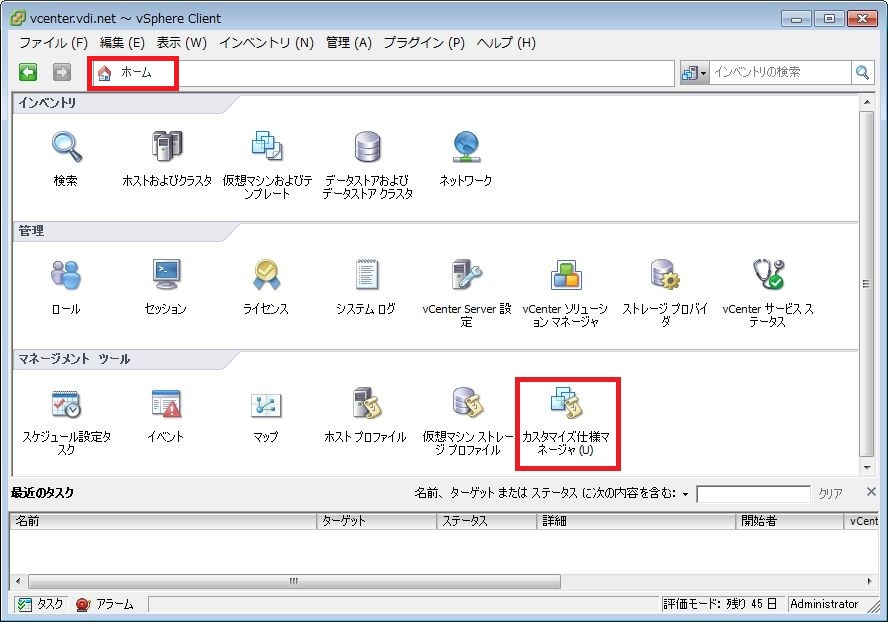 vcenter.vdi.net ~ vSphere Client
ファイル (F) 編集 (E) 表示 (W) インベントリ (N) 管理 (A) プラグイン (P) ヘルプ (H)
ホーム
インベントリの検索
インベントリ
検索
ホストおよびクラスタ
仮想マシンおよびテ
ンプレート
データストアおよび
データストア クラスタ
ネットワーク
管理
ロール
セッション
ライセンス
システム ログ
vCenter Server 設
定
vCenter ソリューシ
ョン マネージャ
ストレージ プロバイ
ダ
vCenter サービス ス
テータス
マネージメント ツール
スケジュール設定タ
スク
イベント
マップ
ホスト プロファイル
仮想マシン ストレー
ジ プロファイル
カスタマイズ仕様マ
ネージャ (U)
最近のタスク
名前、ターゲット または ステータス に次の内容を含む:
クリア
名前 ターゲット ステータス 詳細 開始者 vCent
タスク アラーム
評価モード: 残り 45 日 Administrator